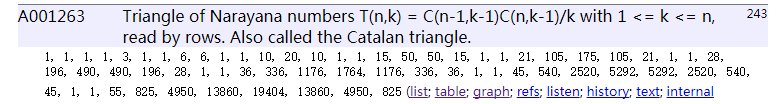 A001263 Triangle of Narayana numbers T(n,k) = C(n-1,k-1)C(n,k-1)/k with 1 <= k <= n, 243
read by rows. Also called the Catalan triangle.
1, 1, 1, 1, 3, 1, 1, 6, 6, 1, 1, 10, 20, 10, 1, 1, 15, 50, 50, 15, 1, 1, 21, 105, 175, 105, 21, 1, 1, 28,
196, 490, 490, 196, 28, 1, 1, 36, 336, 1176, 1764, 1176, 336, 36, 1, 1, 45, 540, 2520, 5292, 5292, 2520, 540,
45, 1, 1, 55, 825, 4950, 13860, 19404, 13860, 4950, 825 (list; table; graph; refs; listen; history; text; internal